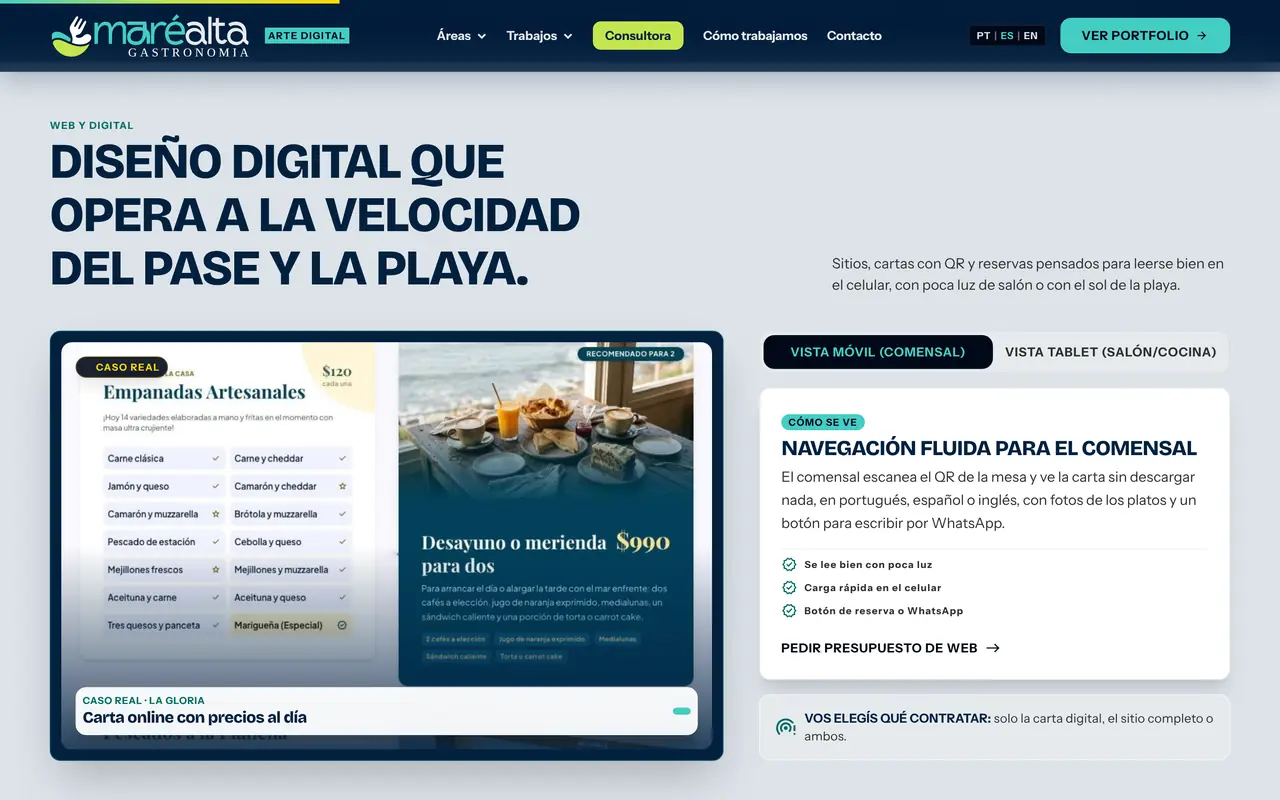 maréalta
GASTRONOMIA
ARTE DIGITAL
Áreas
Trabajos
Consultora
Cómo trabajamos
Contacto
PT | ES | EN
VER PORTFOLIO →
WEB Y DIGITAL
DISEÑO DIGITAL QUE
OPERA A LA VELOCIDAD
DEL PASE Y LA PLAYA.
Sitios, cartas con QR y reservas pensados para leerse bien en
el celular, con poca luz de salón o con el sol de la playa.
CASO REAL
LA CASA
Empanadas Artesanales
$120
cada una
¡Hoy 14 variedades elaboradas a mano y fritas en el momento con
masa ultra crujiente!
Carne clásica
Carne y cheddar
Jamón y queso
Camarón y cheddar
Camarón y muzzarella
Brótola y muzzarella
Pescado de estación
Cebolla y queso
Mejillones frescos
Mejillones y muzzarella
Aceituna y carne
Aceituna y queso
Tres quesos y panceta
Marigueña (Especial)
RECOMENDADO PARA 2
Desayuno o merienda $990
para dos
Para arrancar el día o alargar la tarde con el mar enfrente: dos
cafés a elección, jugo de naranja exprimido, medialunas, un
sándwich caliente y una porción de torta o carrot cake.
2 cafés a elección
Jugo de naranja exprimido
Medialunas
Sándwich caliente
Torta o carrot cake
CASO REAL · LA GLORIA
Carta online con precios al día
Pescados a la Plancha
VISTA MÓVIL (COMENSAL)
VISTA TABLET (SALÓN/COCINA)
CÓMO SE VE
NAVEGACIÓN FLUIDA PARA EL COMENSAL
El comensal escanea el QR de la mesa y ve la carta sin descargar
nada, en portugués, español o inglés, con fotos de los platos y un
botón para escribir por WhatsApp.
Se lee bien con poca luz
Carga rápida en el celular
Botón de reserva o WhatsApp
PEDIR PRESUPUESTO DE WEB →
VOS ELEGÍS QUÉ CONTRATAR: solo la carta digital, el sitio completo o
ambos.